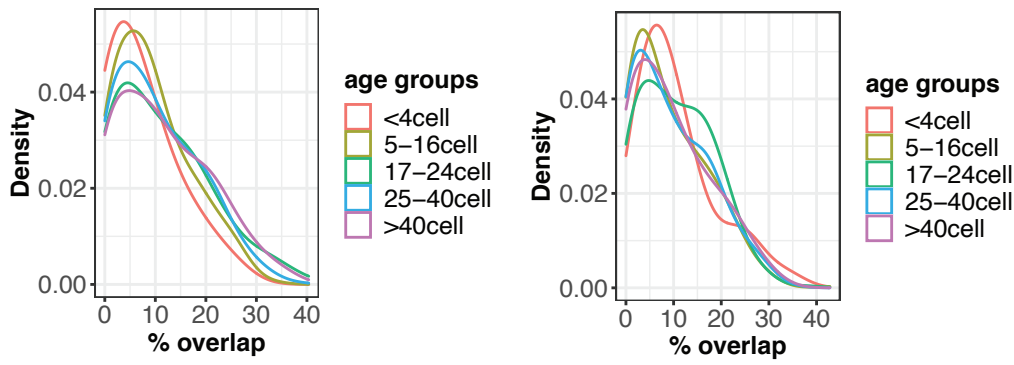 Density
0.04
0.02
0.00
0 10 20 30 40
% overlap
age groups
<4cell
5−16cell
17−24cell
25−40cell
>40cell
Density
0.04
0.02
0.00
0 10 20 30 40
% overlap
age groups
<4cell
5−16cell
17−24cell
25−40cell
>40cell